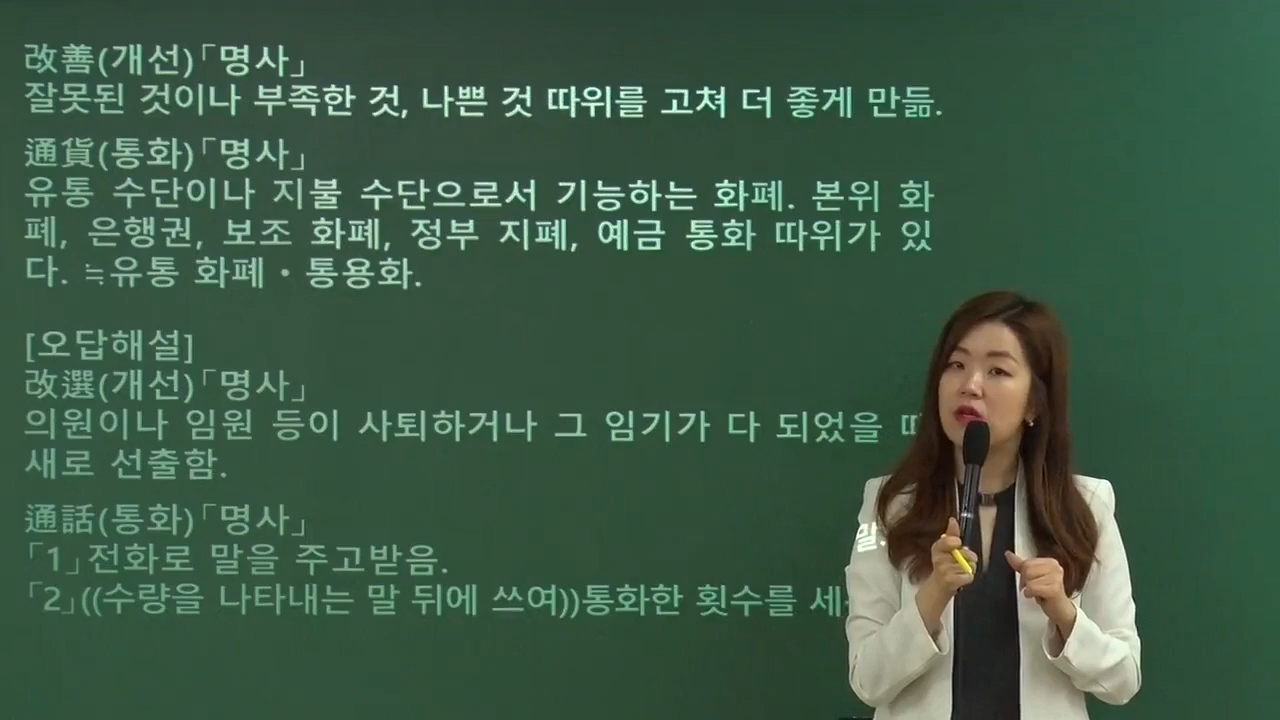 改善(개선)「명사」
잘못된 것이나 부족한 것, 나쁜 것 따위를 고쳐 더 좋게 만듦.
通貨(통화)「명사」
유통 수단이나 지불 수단으로서 기능하는 화폐. 본위 화
폐, 은행권, 보조 화폐, 정부 지폐, 예금 통화 따위가 있
다. ≒유통 화폐・통용화.
[오답해설]
改選(개선)「명사」
의원이나 임원 등이 사퇴하거나 그 임기가 다 되었을
새로 선출함.
通話(통화)「명사」
「1」전화로 말을 주고받음.
「2」((수량을 나타내는 말 뒤에 쓰여))통화한 횟수를 말.